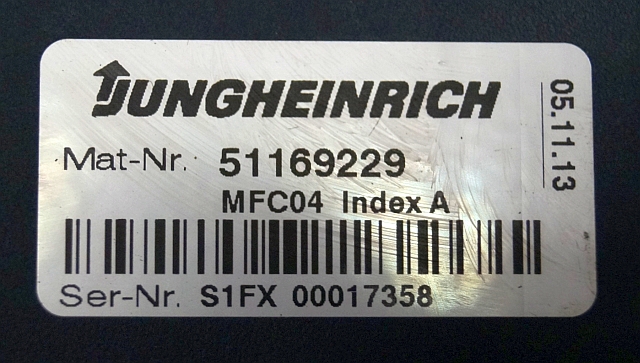 JUNGHEINRICH
05.11.13
Mat-Nr. 51169229
MFC04 Index A
Ser-Nr. S1FX 00017358